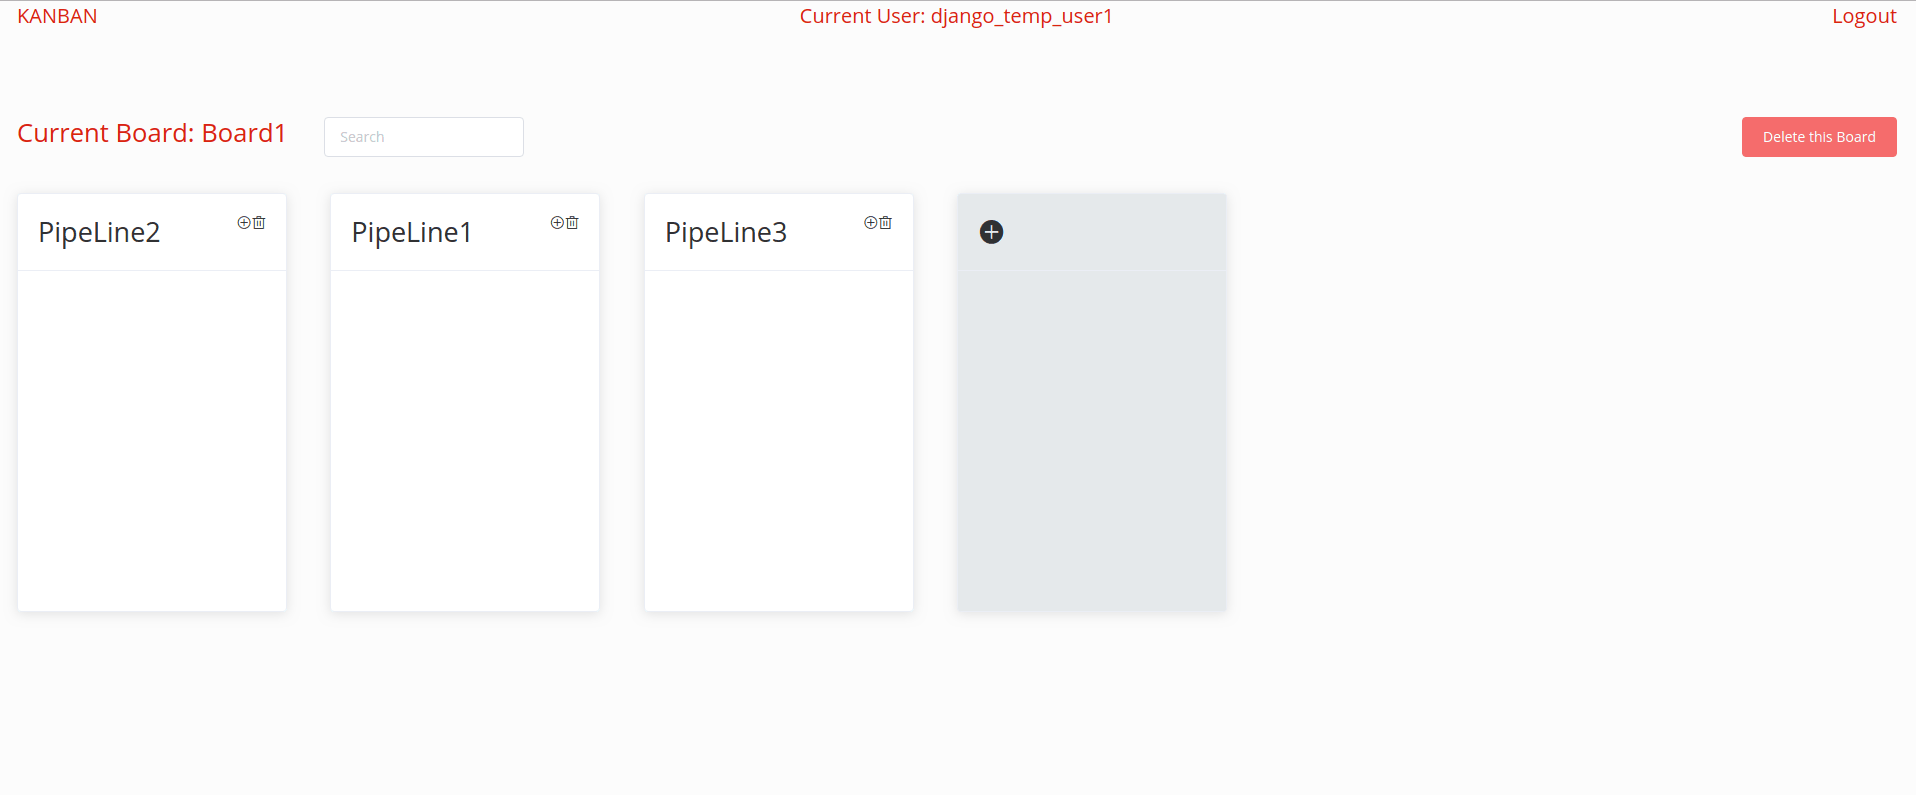 KANBAN Current User: django_temp_user1 Logout
Current Board: Board1 Search Delete this Board
PipeLine2 PipeLine1 PipeLine3